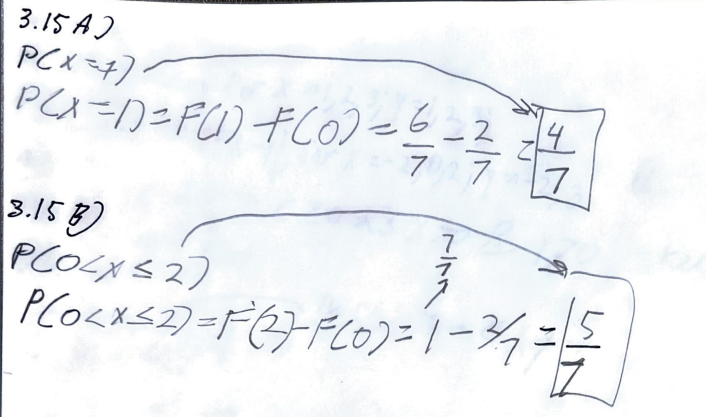 3.15 A)
P(X=1)
P(X=1)=F(1)-F(0)=6/7-2/7=4/7
3.15 B)
P(0<X≤2)
7/7
P(0<X≤2)=F(2)-F(0)=1-2/7=5/7